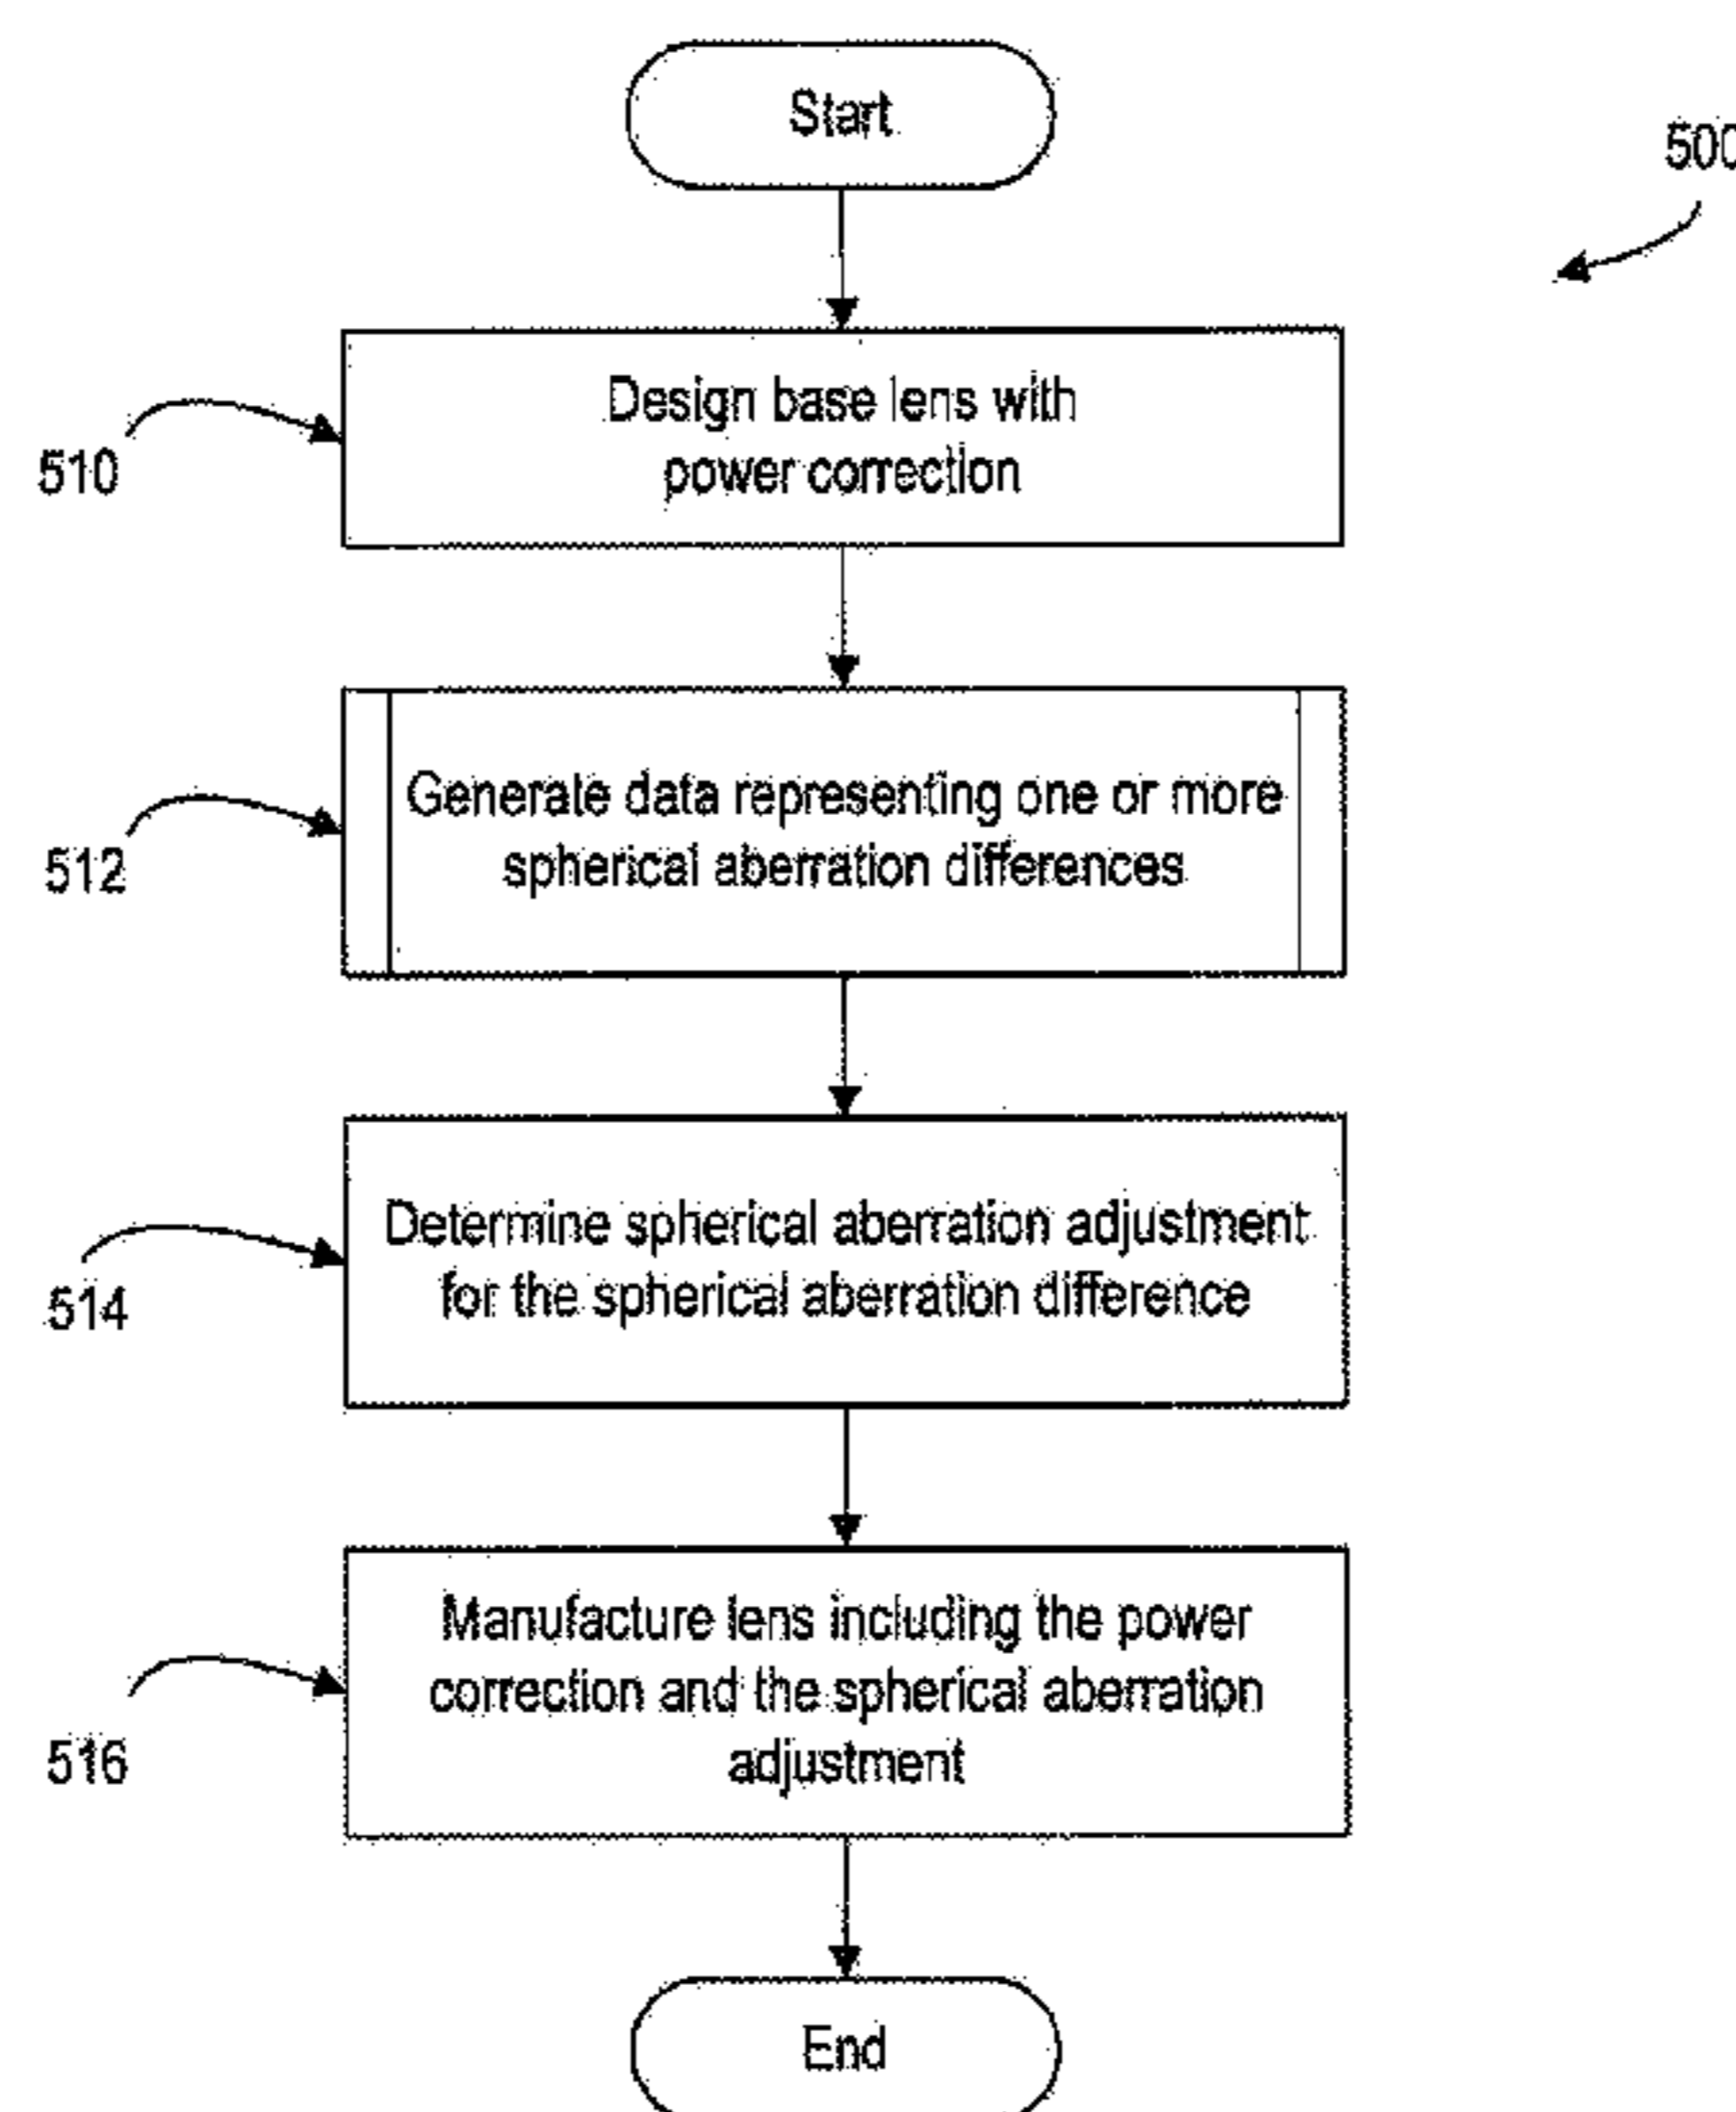 Start
500
Design base lens with
power correction
510
Generate data representing one or more
spherical aberration differences
512
Determine spherical aberration adjustment
for the spherical aberration difference
514
Manufacture lens including the power
correction and the spherical aberration
adjustment
516
End